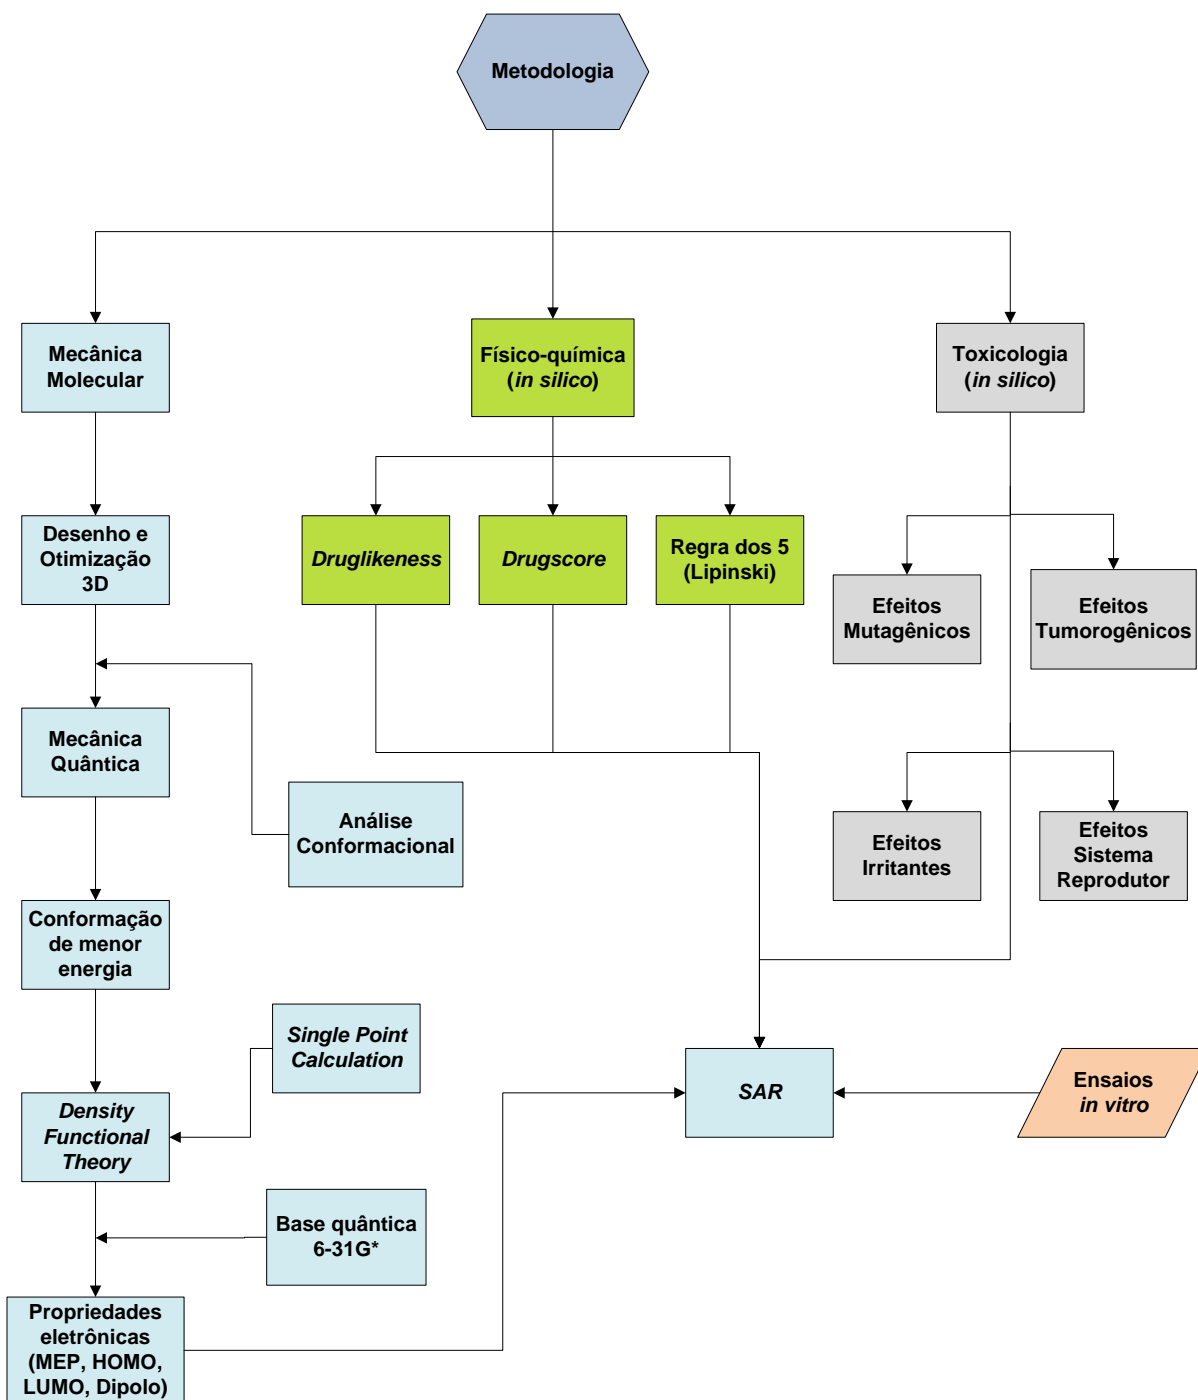 Metodologia
Mecânica
Molecular
Físico-química
(in silico)
Toxicologia
(in silico)
Desenho e
Otimização
3D
Druglikeness
Drugscore
Regra dos 5
(Lipinski)
Efeitos
Mutagênicos
Efeitos
Tumorogênicos
Mecânica
Quântica
Análise
Conformacional
Efeitos
Irritantes
Efeitos
Sistema
Reprodutor
Conformação
de menor
energia
Single Point
Calculation
Density
Functional
Theory
SAR
Ensaios
in vitro
Base quântica
6-31G*
Propriedades
eletrônicas
(MEP, HOMO,
LUMO, Dipolo)